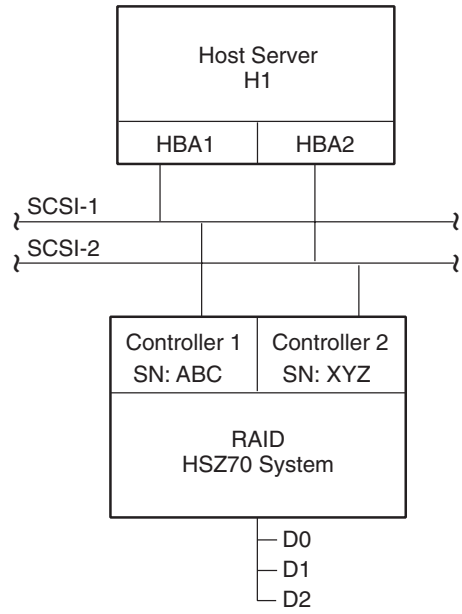 Host Server
H1
HBA1
HBA2
SCSI-1
SCSI-2
Controller 1
SN: ABC
Controller 2
SN: XYZ
RAID
HSZ70 System
D0
D1
D2